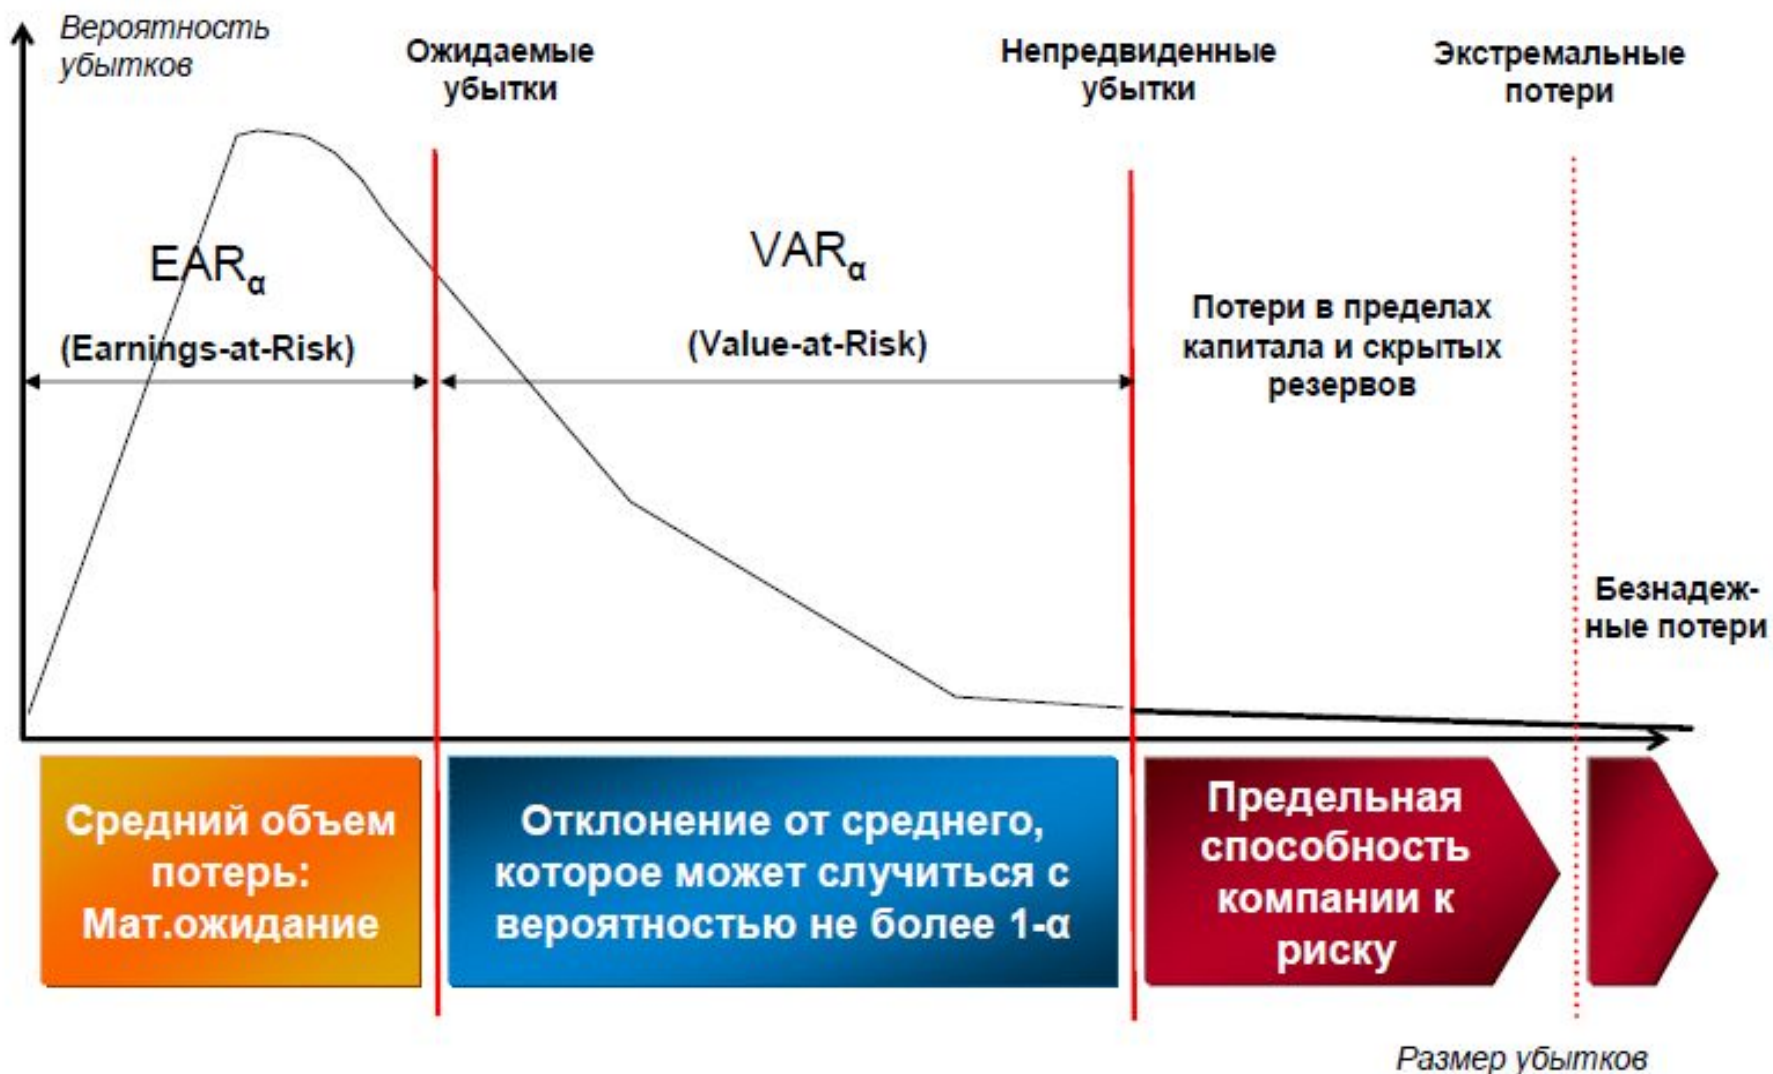 Вероятность
убытков
Ожидаемые
убытки
Непредвиденные
убытки
Экстремальные
потери
EARα
(Earnings-at-Risk)
VARα
(Value-at-Risk)
Потери в пределах
капитала и скрытых
резервов
Безнадеж-
ные потери
Средний объем
потерь:
Мат.ожидание
Отклонение от среднего,
которое может случиться с
вероятностью не более 1-α
Предельная
способность
компании к
риску
Размер убытков